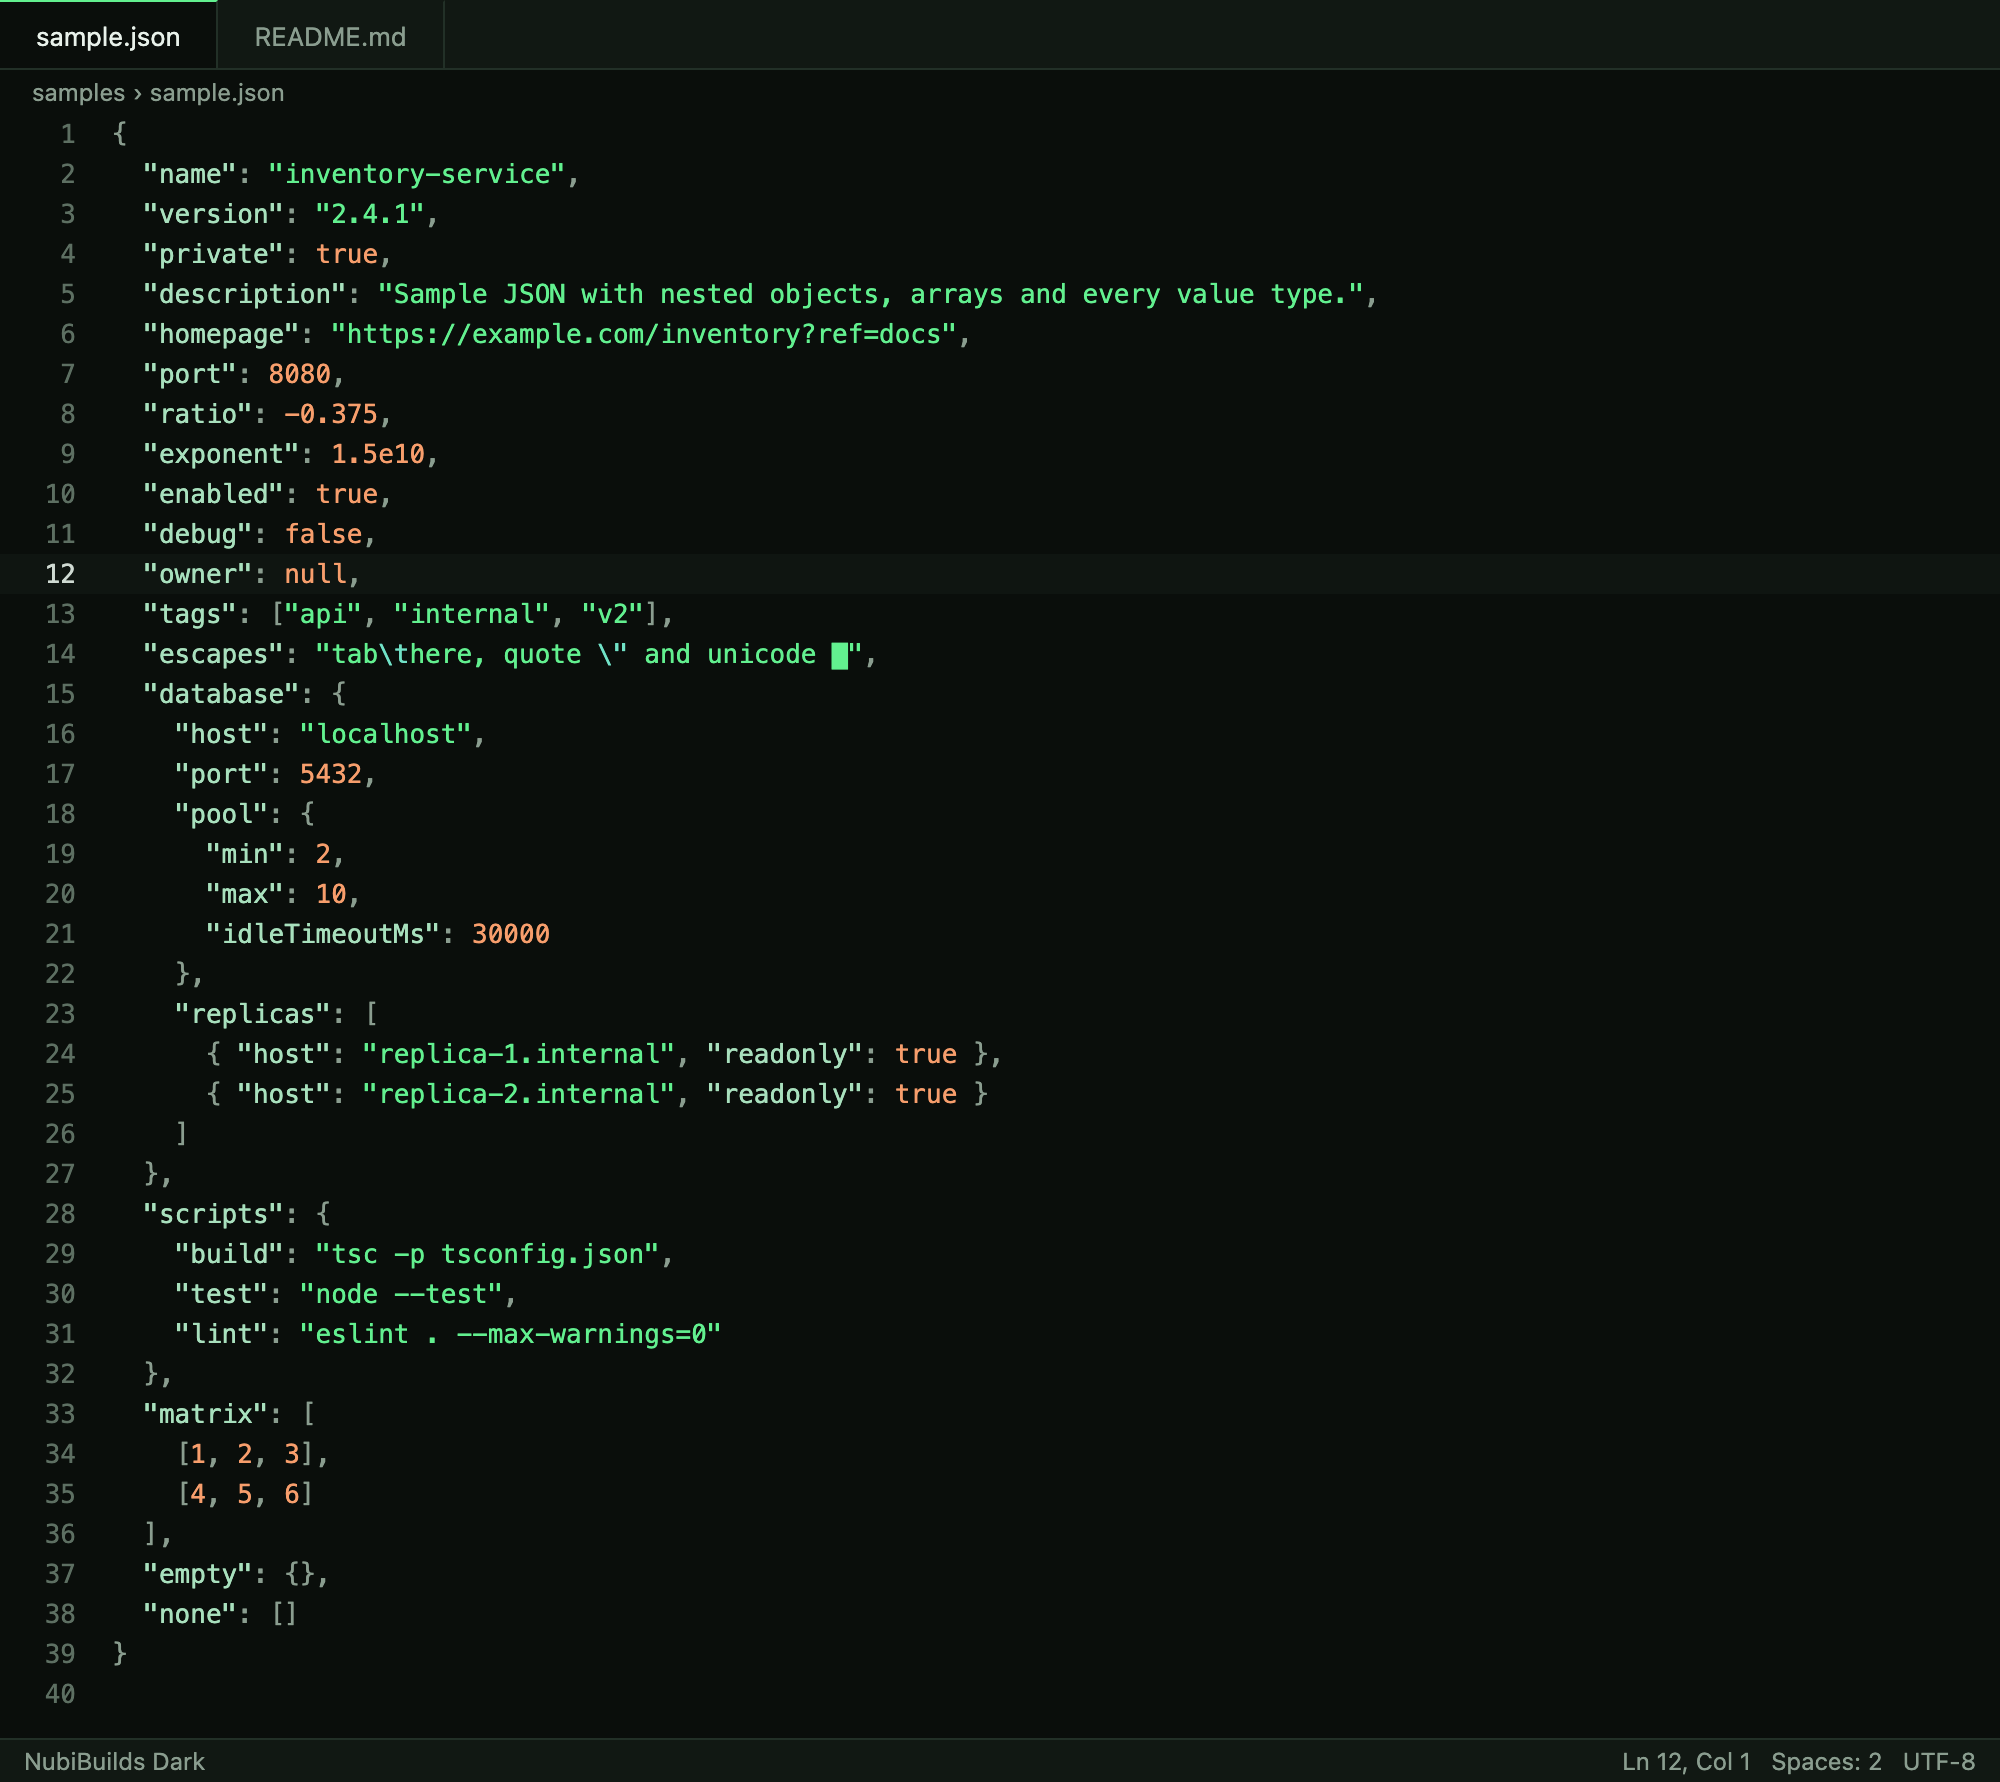 sample.json README.md
samples › sample.json
1 {
2   "name": "inventory-service",
3   "version": "2.4.1",
4   "private": true,
5   "description": "Sample JSON with nested objects, arrays and every value type.",
6   "homepage": "https://example.com/inventory?ref=docs",
7   "port": 8080,
8   "ratio": -0.375,
9   "exponent": 1.5e10,
10   "enabled": true,
11   "debug": false,
12   "owner": null,
13   "tags": ["api", "internal", "v2"],
14   "escapes": "tab\there, quote \" and unicode █",
15   "database": {
16     "host": "localhost",
17     "port": 5432,
18     "pool": {
19       "min": 2,
20       "max": 10,
21       "idleTimeoutMs": 30000
22     },
23     "replicas": [
24       { "host": "replica-1.internal", "readonly": true },
25       { "host": "replica-2.internal", "readonly": true }
26     ]
27   },
28   "scripts": {
29     "build": "tsc -p tsconfig.json",
30     "test": "node --test",
31     "lint": "eslint . --max-warnings=0"
32   },
33   "matrix": [
34     [1, 2, 3],
35     [4, 5, 6]
36   ],
37   "empty": {},
38   "none": []
39 }
40
NubiBuilds Dark Ln 12, Col 1 Spaces: 2 UTF-8